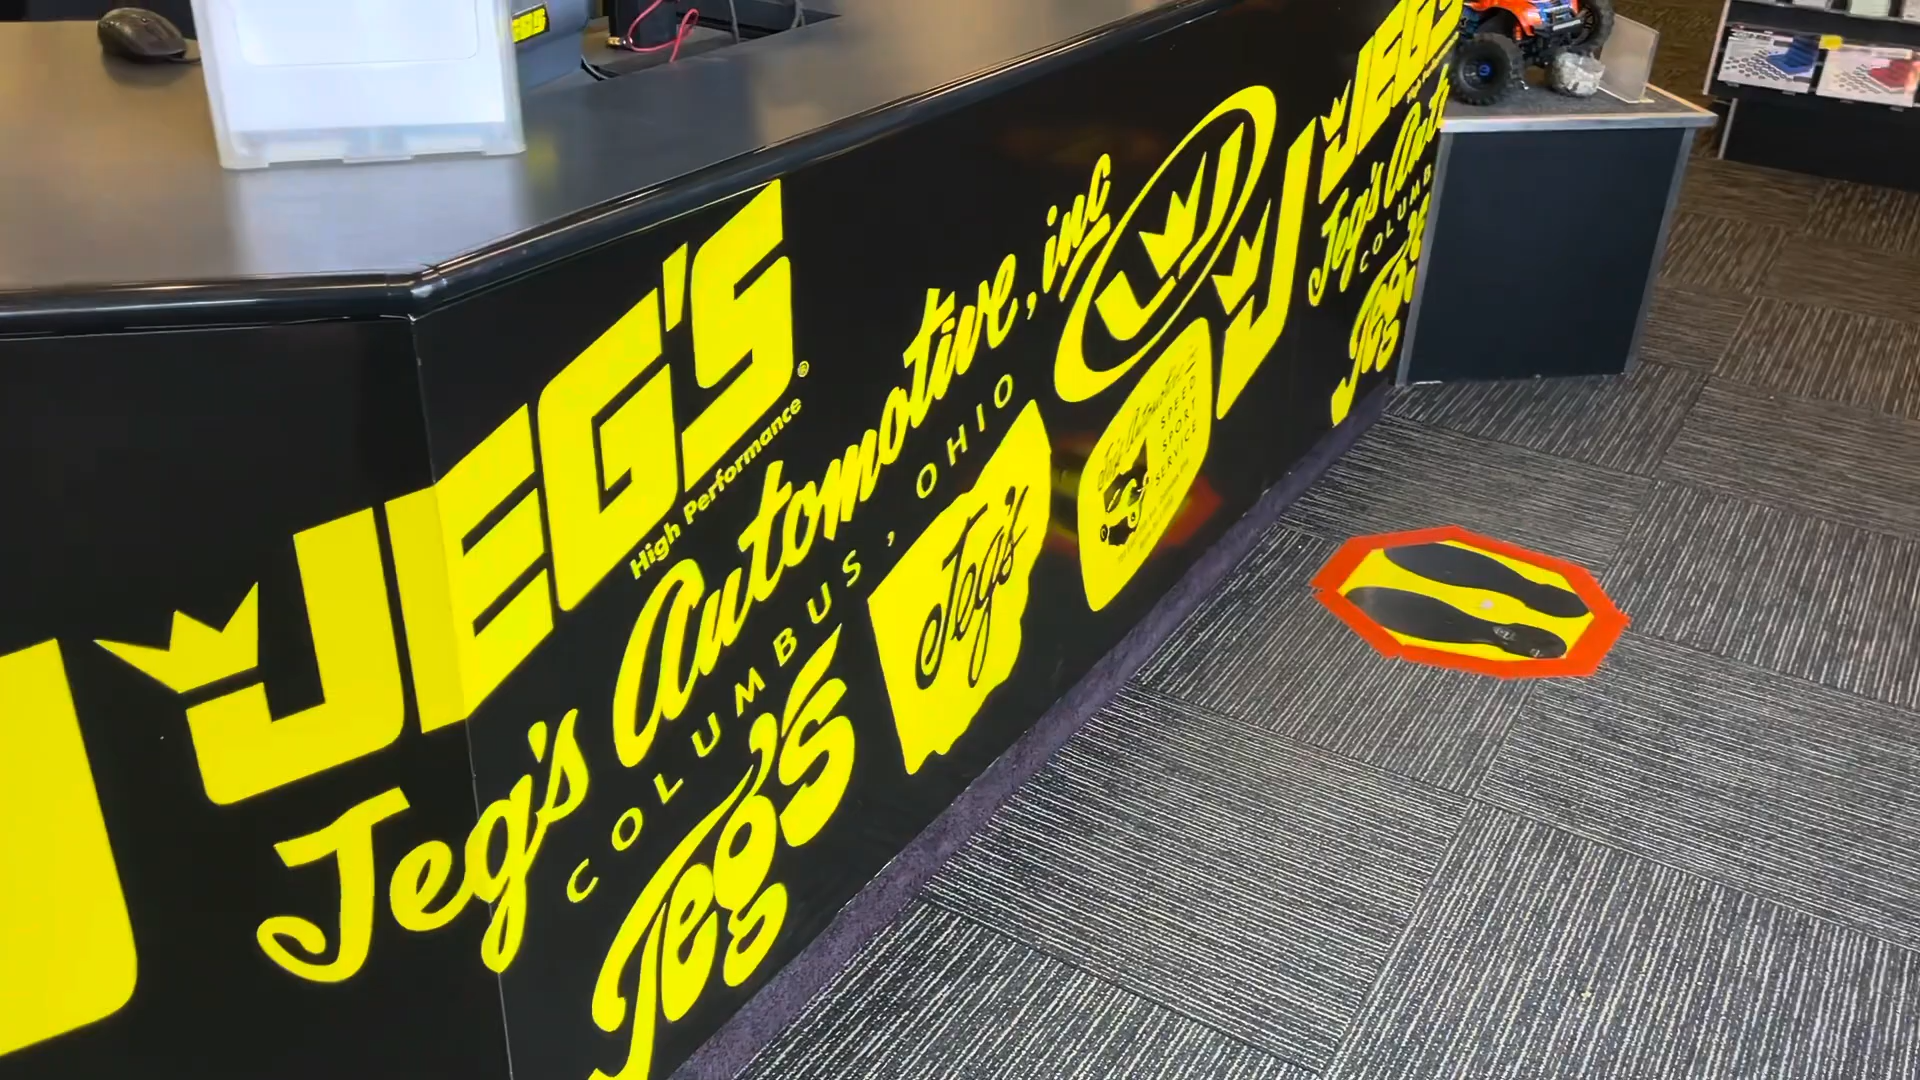 JEG'S
JEG'S®
High Performance
Jeg's Automotive, inc
COLUMBUS, OHIO
Jeg's
Jeg's
SPEED
SPORT
SERVICE
J
JEG'S
Jeg's Auto
COLUMB
Jeg's